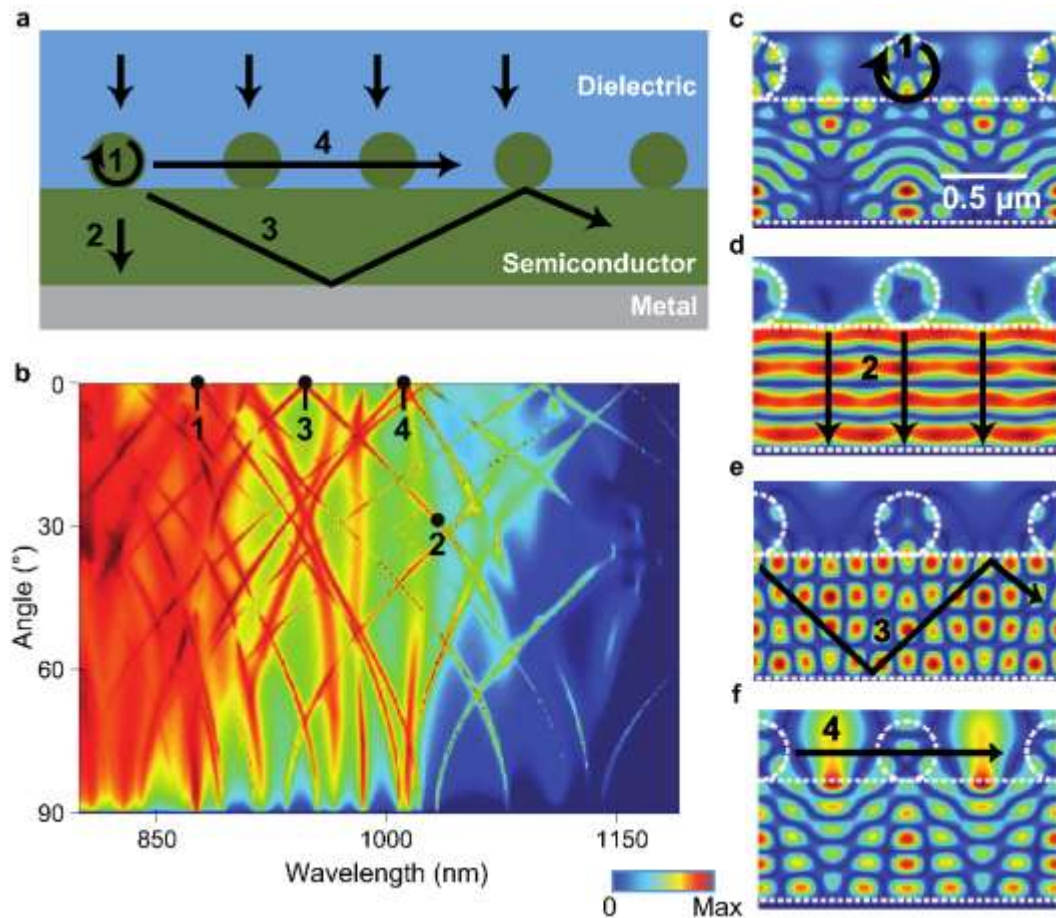 a
Dielectric
1
4
2
3
Semiconductor
Metal
b
0
30
60
90
Angle (°)
1
3
4
2
850
1000
1150
Wavelength (nm)
0
Max
c
1
0.5 μm
d
2
e
3
f
4